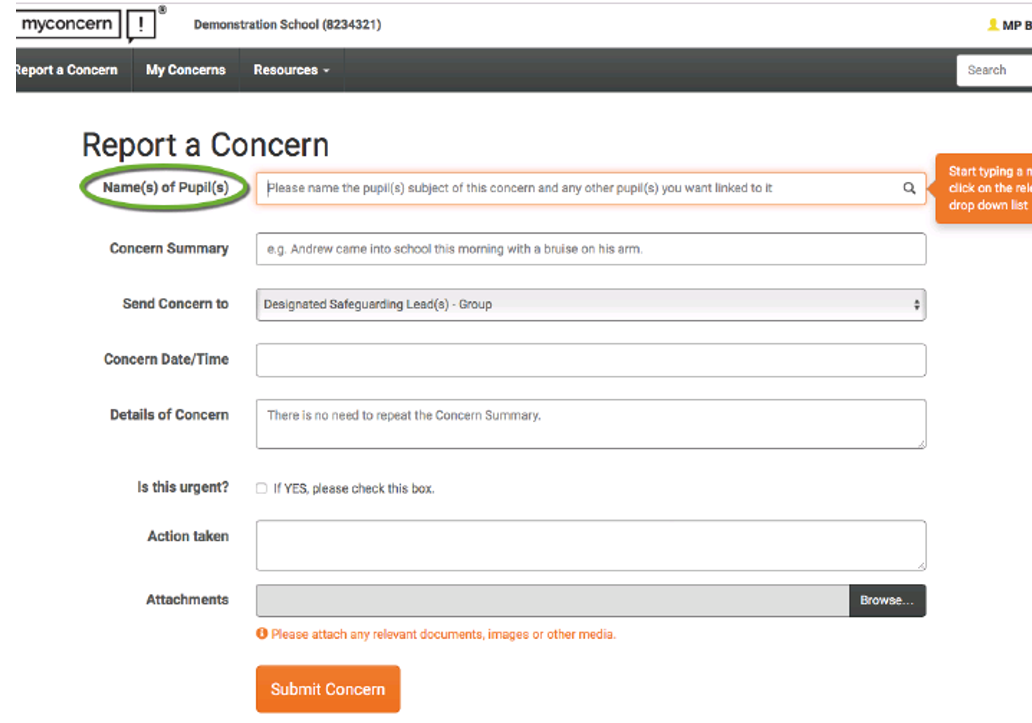 myconcern ! ®
Demonstration School (8234321)
MP B
Report a Concern
My Concerns
Resources
Search
Report a Concern
Name(s) of Pupil(s)
Please name the pupil(s) subject of this concern and any other pupil(s) you want linked to it
Start typing a
click on the
drop down list
Concern Summary
e.g. Andrew came into school this morning with a bruise on his arm.
Send Concern to
Designated Safeguarding Lead(s) - Group
Concern Date/Time
Details of Concern
There is no need to repeat the Concern Summary.
Is this urgent?
If YES, please check this box.
Action taken
Attachments
Browse...
Please attach any relevant documents, images or other media.
Submit Concern